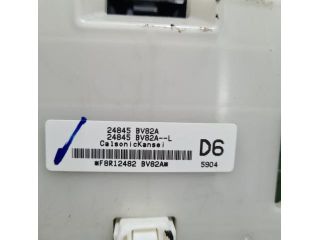 24845 BV82A
24845 BV82A--L
CalsonicKansei
D6
*F8R12482 BV82A*
5904